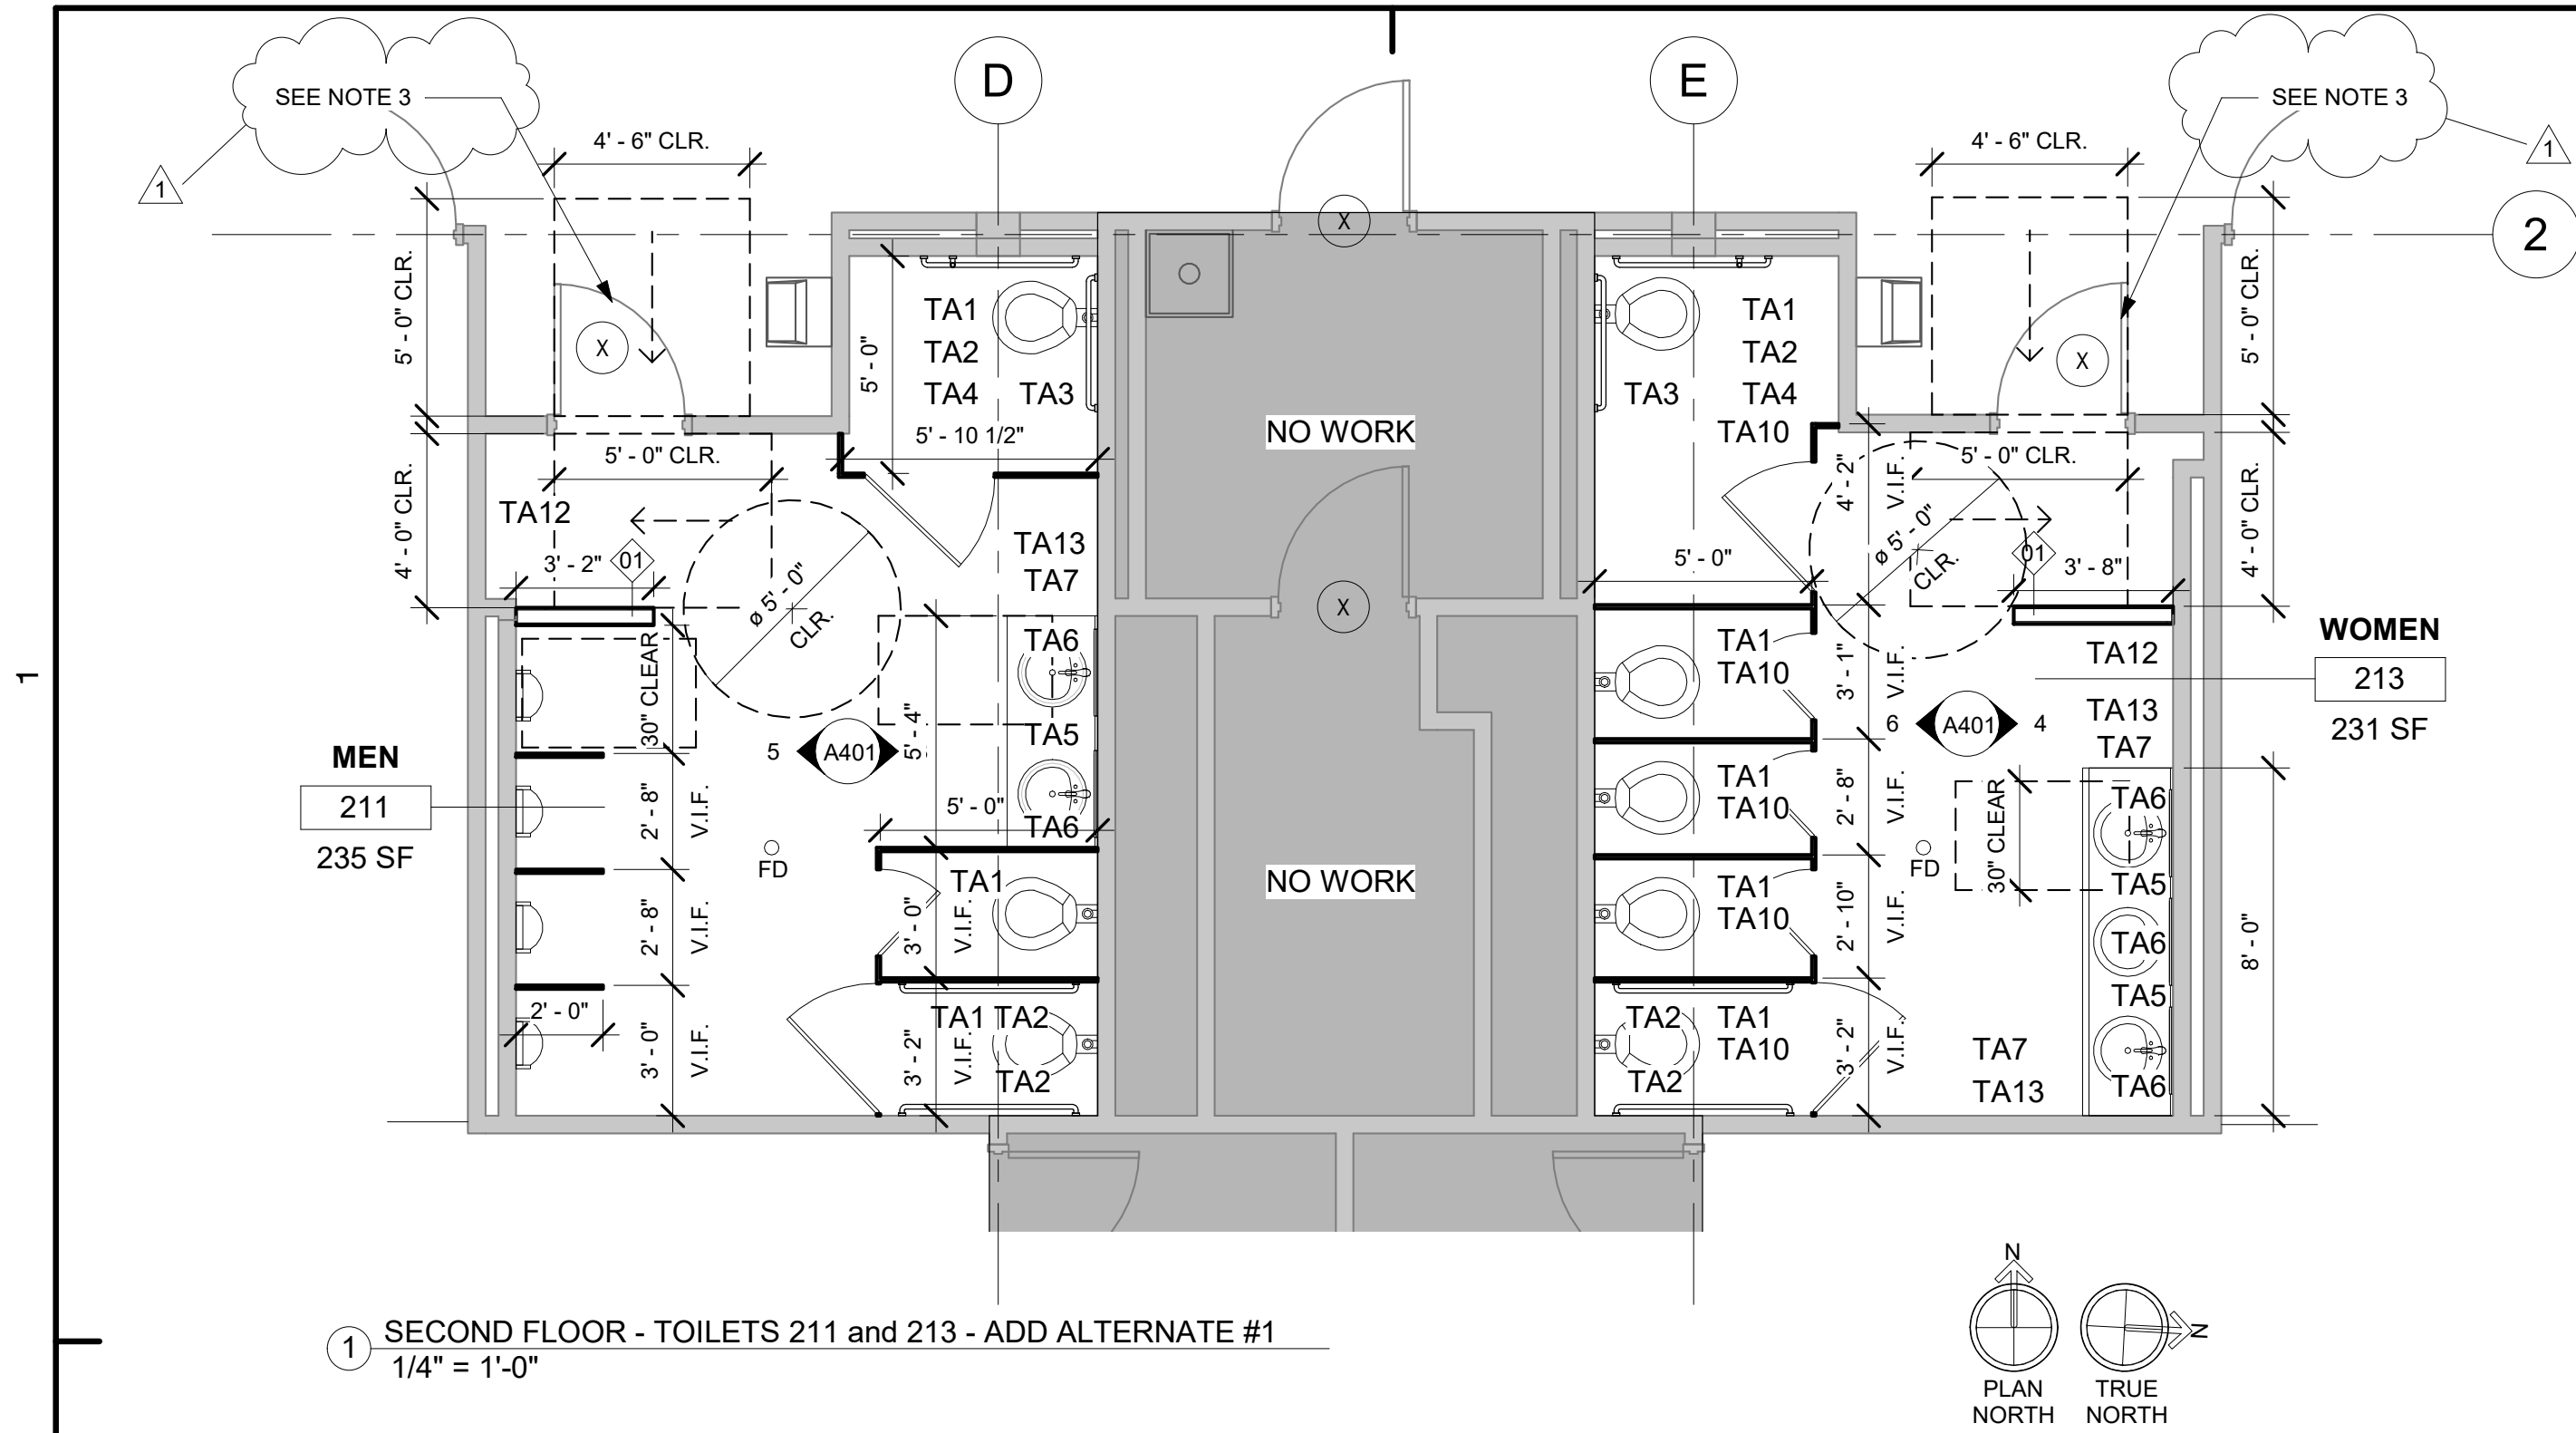 SEE NOTE 3
D
E
SEE NOTE 3
4' - 6" CLR.
4' - 6" CLR.
1
1
2
X
5' - 0" CLR.
5' - 0" CLR.
X
X
5' - 0"
TA1
TA2
TA4
TA3
TA1
TA2
TA3
TA4
TA10
NO WORK
5' - 10 1/2"
5' - 0" CLR.
5' - 0" CLR.
4' - 2"
V.I.F.
4' - 0" CLR.
4' - 0" CLR.
TA12
TA13
TA7
3' - 2"
01
ø 5' - 0"
CLR.
5' - 0"
ø 5' - 0"
CLR.
01
3' - 8"
X
30" CLEAR
TA6
TA5
TA6
5' - 4"
TA1
TA10
3' - 1"
V.I.F.
TA12
WOMEN
213
231 SF
TA13
TA7
5
A401
6
A401
4
1
MEN
211
235 SF
2' - 8"
V.I.F.
5' - 0"
TA1
TA10
2' - 8"
V.I.F.
30" CLEAR
TA6
TA5
TA6
TA5
TA6
8' - 0"
FD
FD
NO WORK
2' - 8"
V.I.F.
3' - 0"
V.I.F.
TA1
TA1
TA10
2' - 10"
V.I.F.
2' - 0"
3' - 0"
V.I.F.
3' - 2"
V.I.F.
TA1
TA2
TA2
TA2
TA2
TA1
TA10
3' - 2"
V.I.F.
TA7
TA13
1
SECOND FLOOR - TOILETS 211 and 213 - ADD ALTERNATE #1
1/4" = 1'-0"
N
PLAN
NORTH
N
TRUE
NORTH